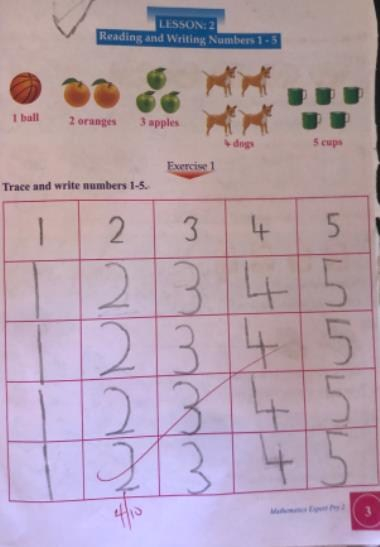 LESSON: 2
Reading and Writing Numbers 1 - 5
1 ball 2 oranges 3 apples 4 dogs 5 cups
Exercise 1
Trace and write numbers 1-5.
1 2 3 4 5
1 2 3 4 5
1 2 3 4 5
1 2 3 4 5
1 2 3 4 5
Mathematics Expert Pry 2 3